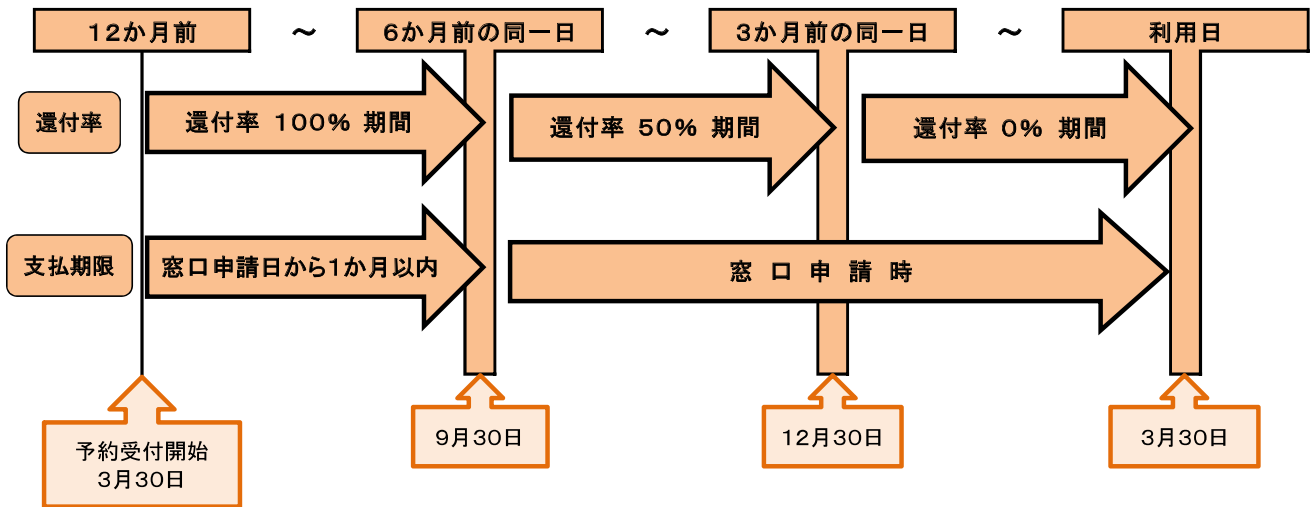 12か月前 ～ 6か月前の同一日 ～ 3か月前の同一日 ～ 利用日
還付率 還付率 100% 期間 還付率 50% 期間 還付率 0% 期間
支払期限 窓口申請日から1か月以内 窓口申請時
予約受付開始
3月30日
9月30日
12月30日
3月30日